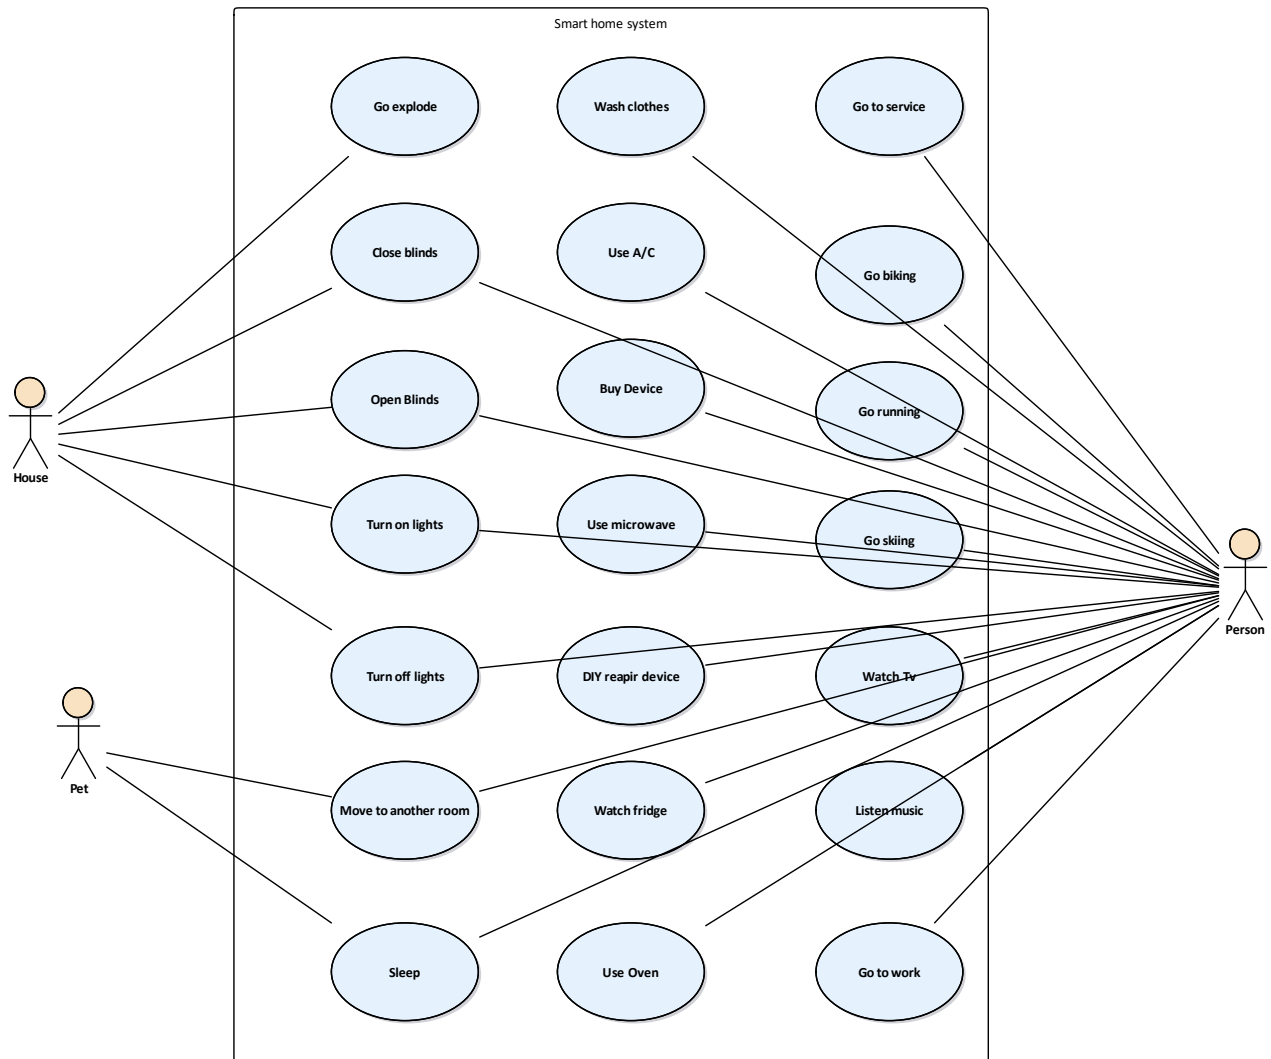 Smart home system
Go explode
Wash clothes
Go to service
Close blinds
Use A/C
Go biking
Open Blinds
Buy Device
Go running
House
Turn on lights
Use microwave
Go skiing
Person
Turn off lights
DIY reapir device
Watch Tv
Pet
Move to another room
Watch fridge
Listen music
Sleep
Use Oven
Go to work